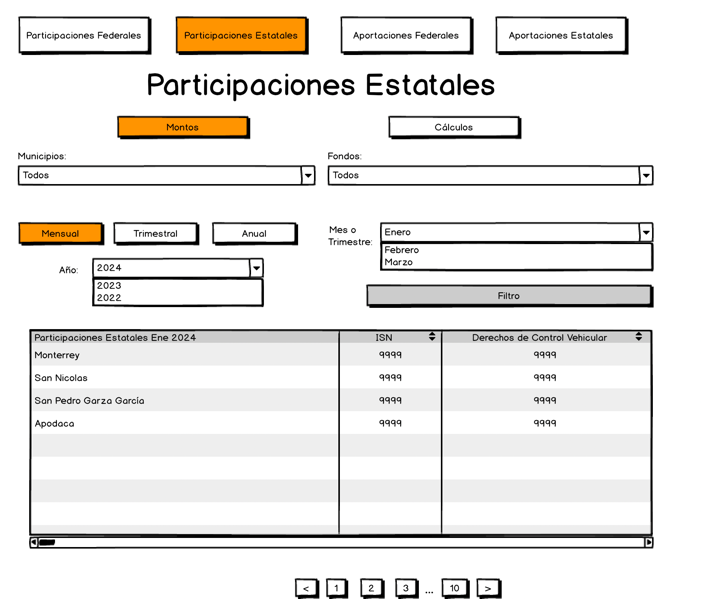 Participaciones Federales
Participaciones Estatales
Aportaciones Federales
Aportaciones Estatales
Participaciones Estatales
Montos
Cálculos
Municipios:
Fondos:
Todos
Todos
Mensual
Trimestral
Anual
Mes o
Trimestre:
Enero
Febrero
Marzo
Año:
2024
2023
2022
Filtro
Participaciones Estatales Ene 2024 ISN Derechos de Control Vehicular
Monterrey 9999 9999
San Nicolas 9999 9999
San Pedro Garza García 9999 9999
Apodaca 9999 9999
< 1 2 3 ... 10 >